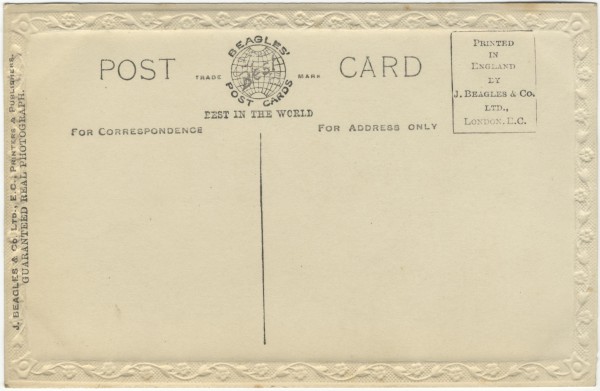 POST CARD
TRADE MARK
BEAGLES'
POST CARDS
BEST IN THE WORLD
FOR CORRESPONDENCE
FOR ADDRESS ONLY
PRINTED
IN
ENGLAND
BY
J. BEAGLES & CO.
LTD.,
LONDON, E.C.
J. BEAGLES & CO. LTD., E.C., PRINTERS & PUBLISHERS.
GUARANTEED REAL PHOTOGRAPH.